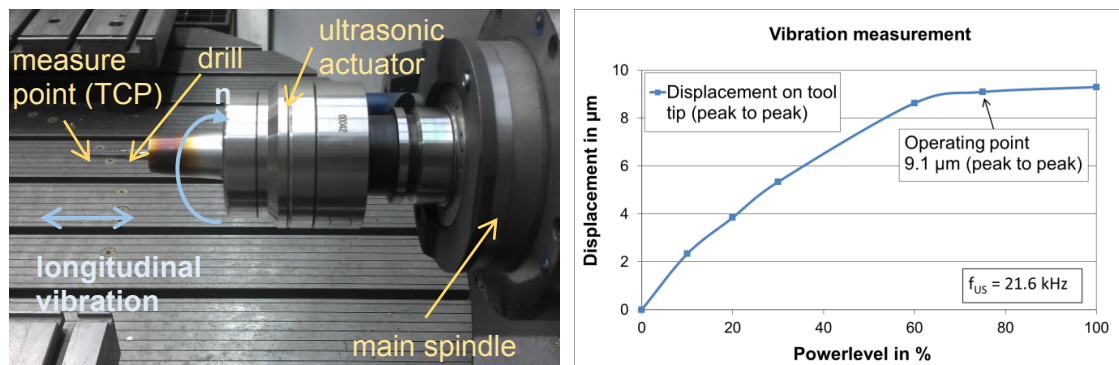 ultrasonic
actuator
measure
point (TCP)
drill
n
00042
longitudinal
vibration
main spindle
Vibration measurement
Displacement in µm
10
8
6
4
2
0
Displacement on tool
tip (peak to peak)
Operating point
9.1 µm (peak to peak)
f_US = 21.6 kHz
0
20
40
60
80
100
Powerlevel in %